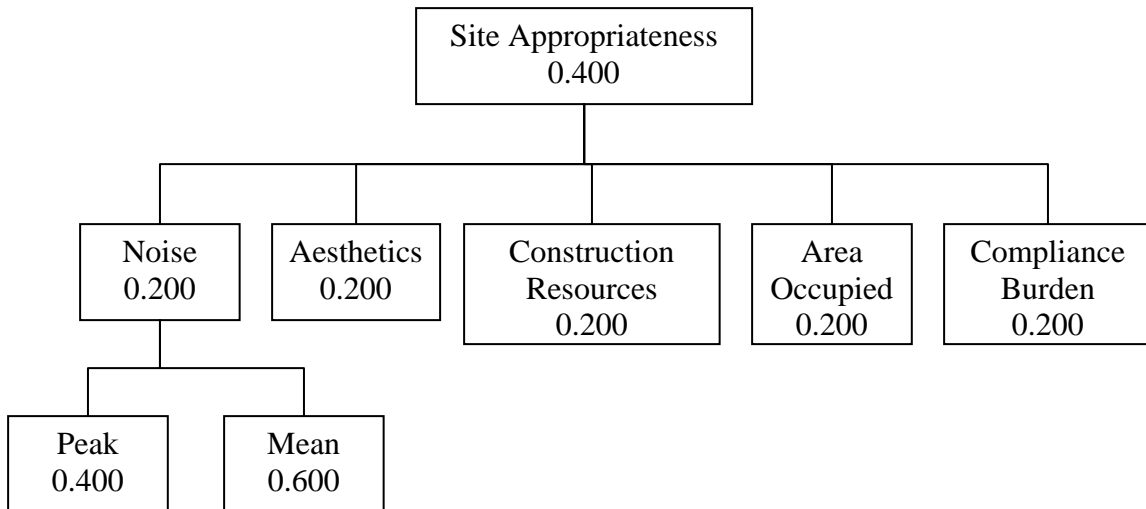 Site Appropriateness
0.400
Noise
0.200
Aesthetics
0.200
Construction
Resources
0.200
Area
Occupied
0.200
Compliance
Burden
0.200
Peak
0.400
Mean
0.600